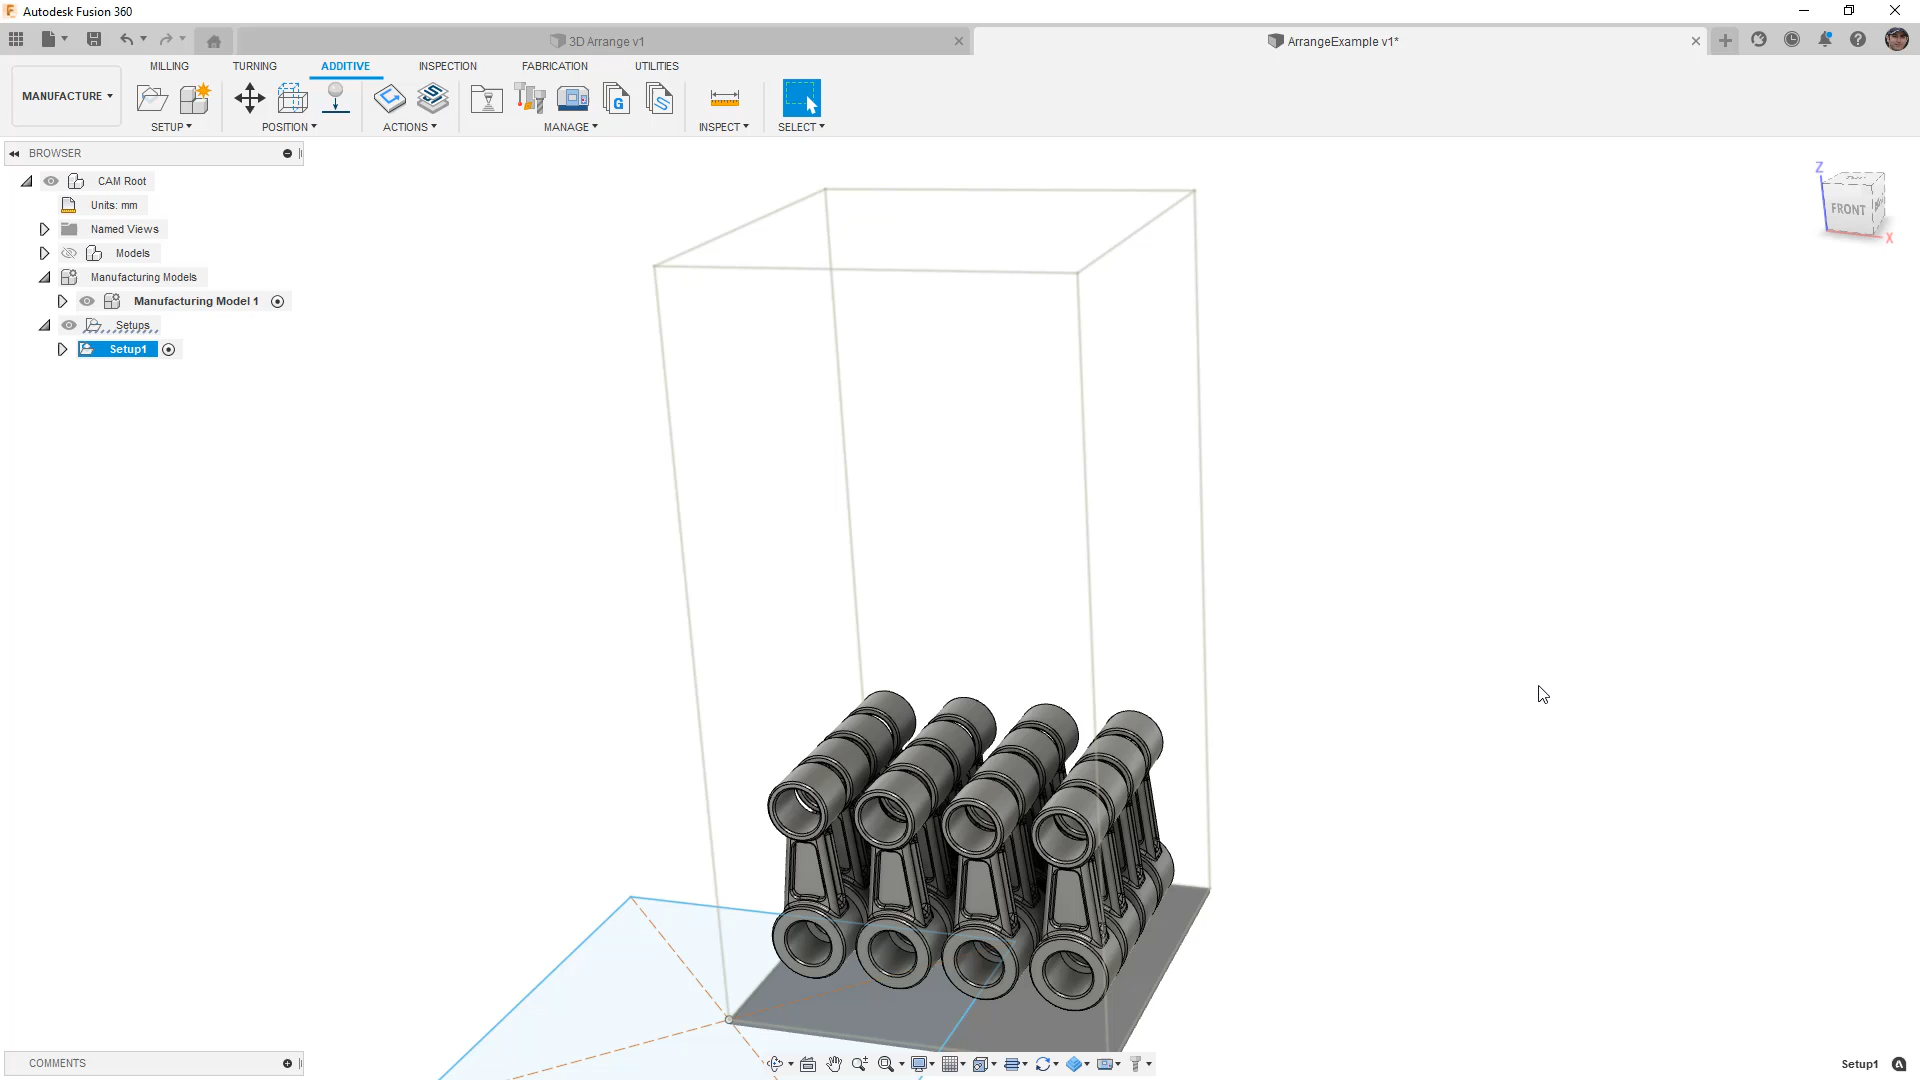 Autodesk Fusion 360
3D Arrange v1
ArrangeExample v1*
MILLING
TURNING
ADDITIVE
INSPECTION
FABRICATION
UTILITIES
MANUFACTURE
SETUP
POSITION
ACTIONS
MANAGE
INSPECT
SELECT
G
S
BROWSER
CAM Root
Units: mm
Named Views
Models
Manufacturing Models
Manufacturing Model 1
Setups
Setup1
Z
FRONT
X
COMMENTS
Setup1